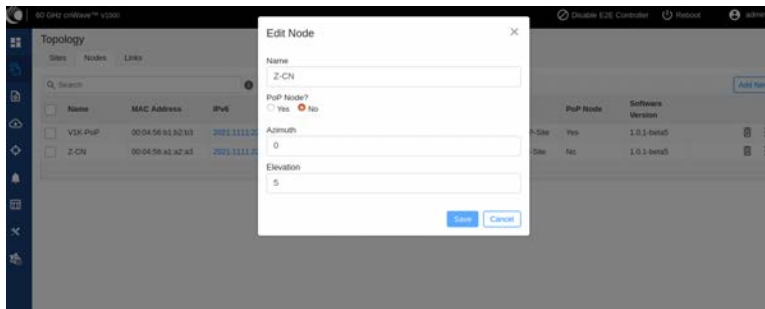 60 GHz cnWave™ V1000
Disable E2E Controller
Reboot
Topology
Sites Nodes Links
Search
Name MAC Address IPv6 PoP Node Software Version
V1K-PoP 00:04:56:b1:b2:b3 P-Site Yes 1.0.1-beta5
Z-CN 00:04:56:a1:a2:a3 -Site No 1.0.1-beta5
Edit Node
Name
Z-CN
PoP Node?
Yes No
Azimuth
0
Elevation
5
Save Cancel